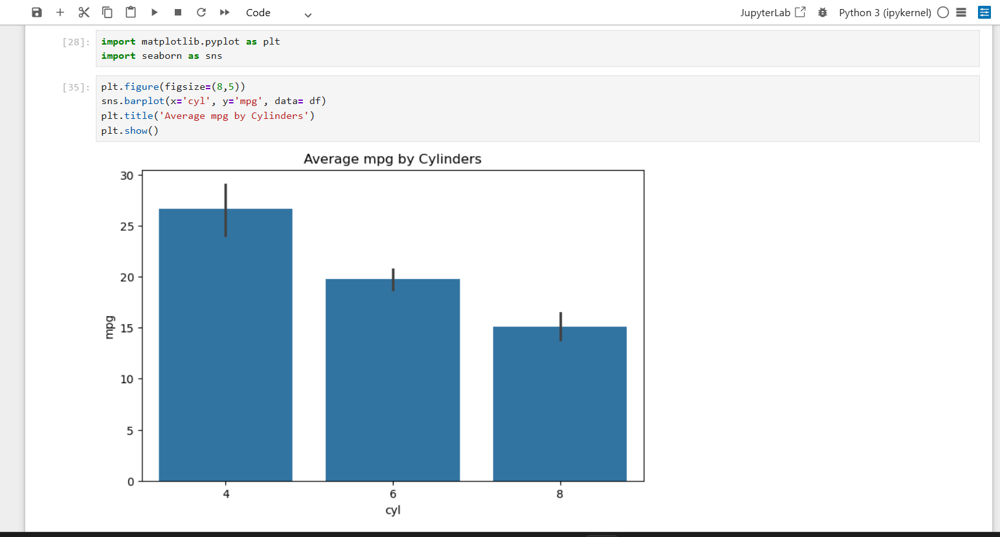 Code
JupyterLab
Python 3 (ipykernel)
[28]:
import matplotlib.pyplot as plt
import seaborn as sns
[35]:
plt.figure(figsize=(8,5))
sns.barplot(x='cyl', y='mpg', data= df)
plt.title('Average mpg by Cylinders')
plt.show()
Average mpg by Cylinders
30
25
20
15
10
5
0
mpg
4
6
8
cyl